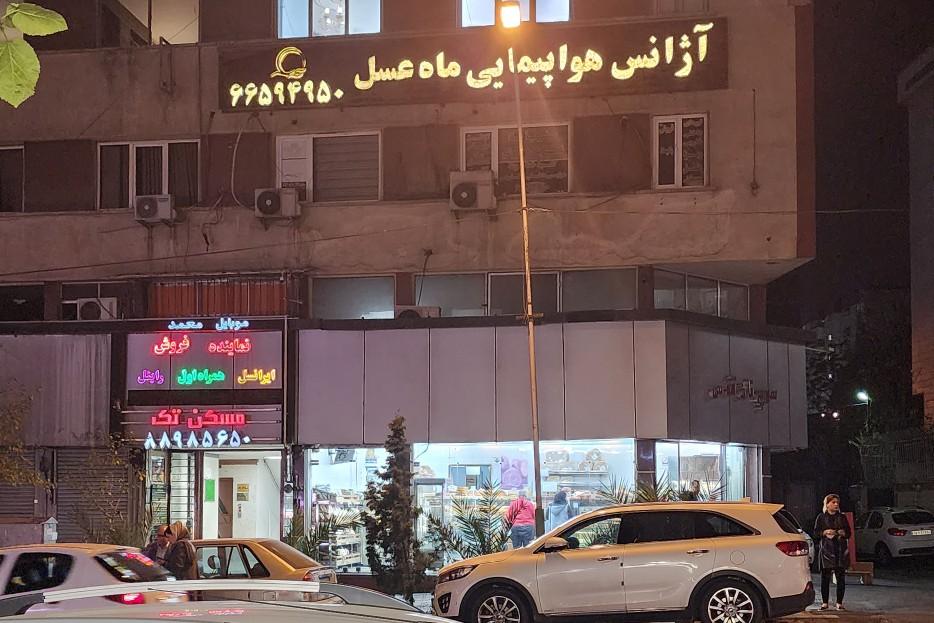 آژانس هواپیمایی ماه عسل
۶۶۵۹۴۹۵۰
موبایل محمد
نماینده فروش
ایرانسل همراه اول رایتل
مسکن تک
۸۸۹۸۵۶۵۰